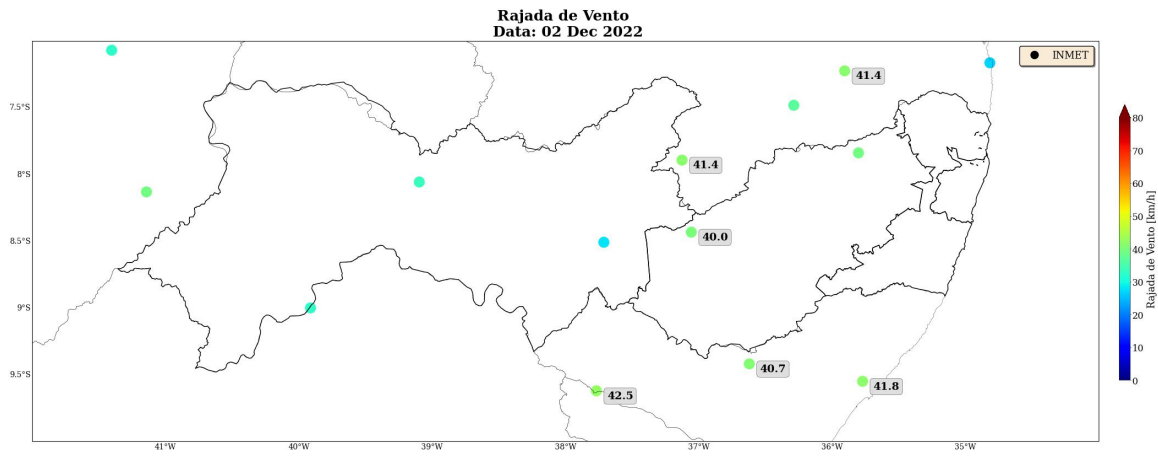 Rajada de Vento
Data: 02 Dec 2022
INMET
41.4
41.4
40.0
40.7
42.5
41.8
7.5°S
8°S
8.5°S
9°S
9.5°S
41°W
40°W
39°W
38°W
37°W
36°W
35°W
80
70
60
50
40
30
20
10
0
Rajada de Vento [km/h]